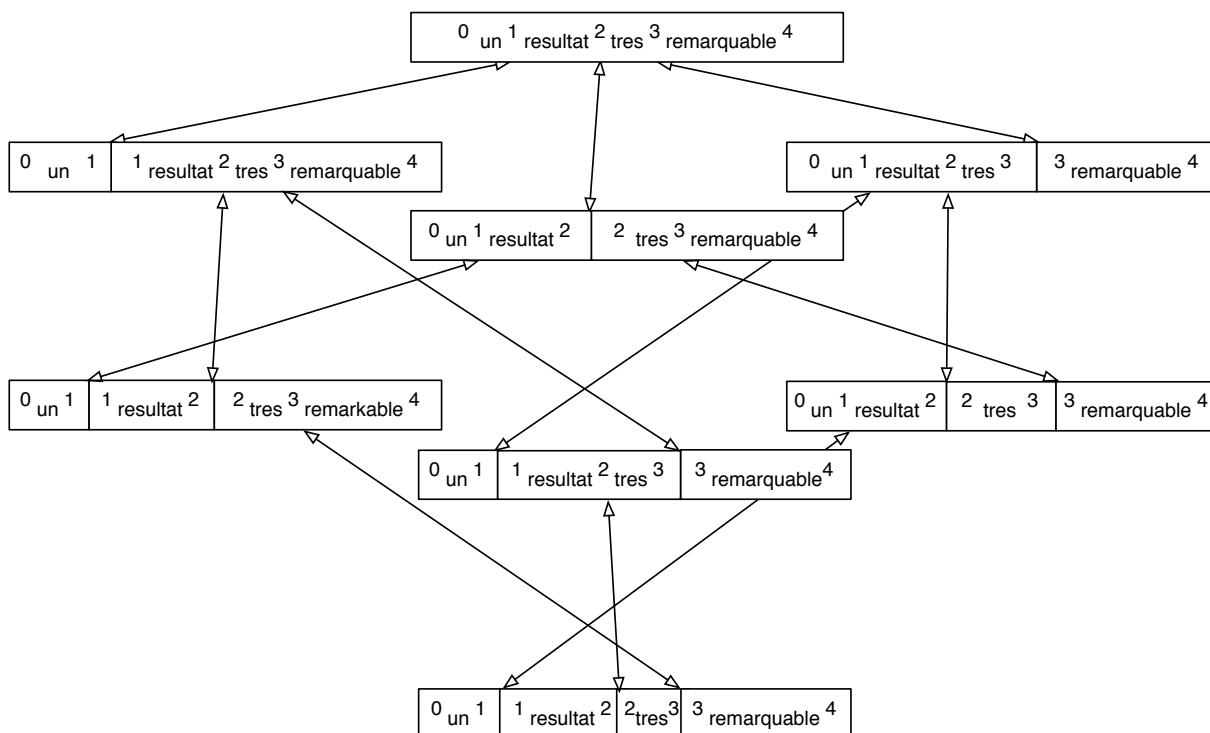 0 un 1 resultat 2 tres 3 remarquable 4
0 un 1 1 resultat 2 tres 3 remarquable 4
0 un 1 resultat 2 tres 3 3 remarquable 4
0 un 1 resultat 2 2 tres 3 remarquable 4
0 un 1 1 resultat 2 2 tres 3 remarkable 4
0 un 1 resultat 2 2 tres 3 3 remarquable 4
0 un 1 1 resultat 2 tres 3 3 remarquable 4
0 un 1 1 resultat 2 2 tres 3 3 remarquable 4